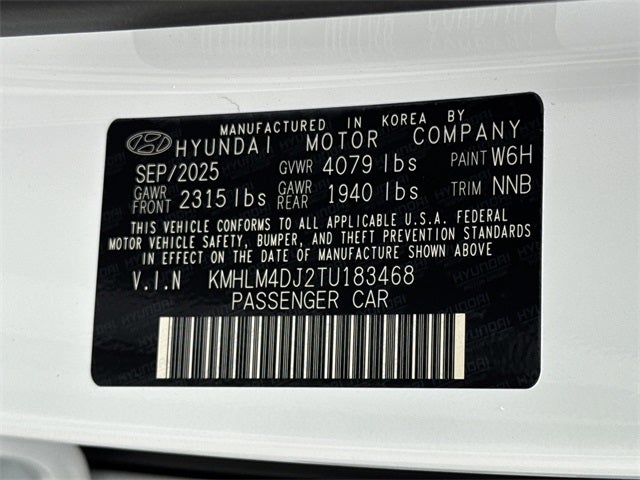 MANUFACTURED IN KOREA BY
HYUNDAI MOTOR COMPANY
SEP/2025 GVWR 4079 lbs PAINT W6H
GAWR FRONT 2315 lbs GAWR REAR 1940 lbs TRIM NNB
THIS VEHICLE CONFORMS TO ALL APPLICABLE U.S.A. FEDERAL
MOTOR VEHICLE SAFETY, BUMPER, AND THEFT PREVENTION STANDARDS
IN EFFECT ON THE DATE OF MANUFACTURE SHOWN ABOVE
V.I.N KMHLM4DJ2TU183468
PASSENGER CAR